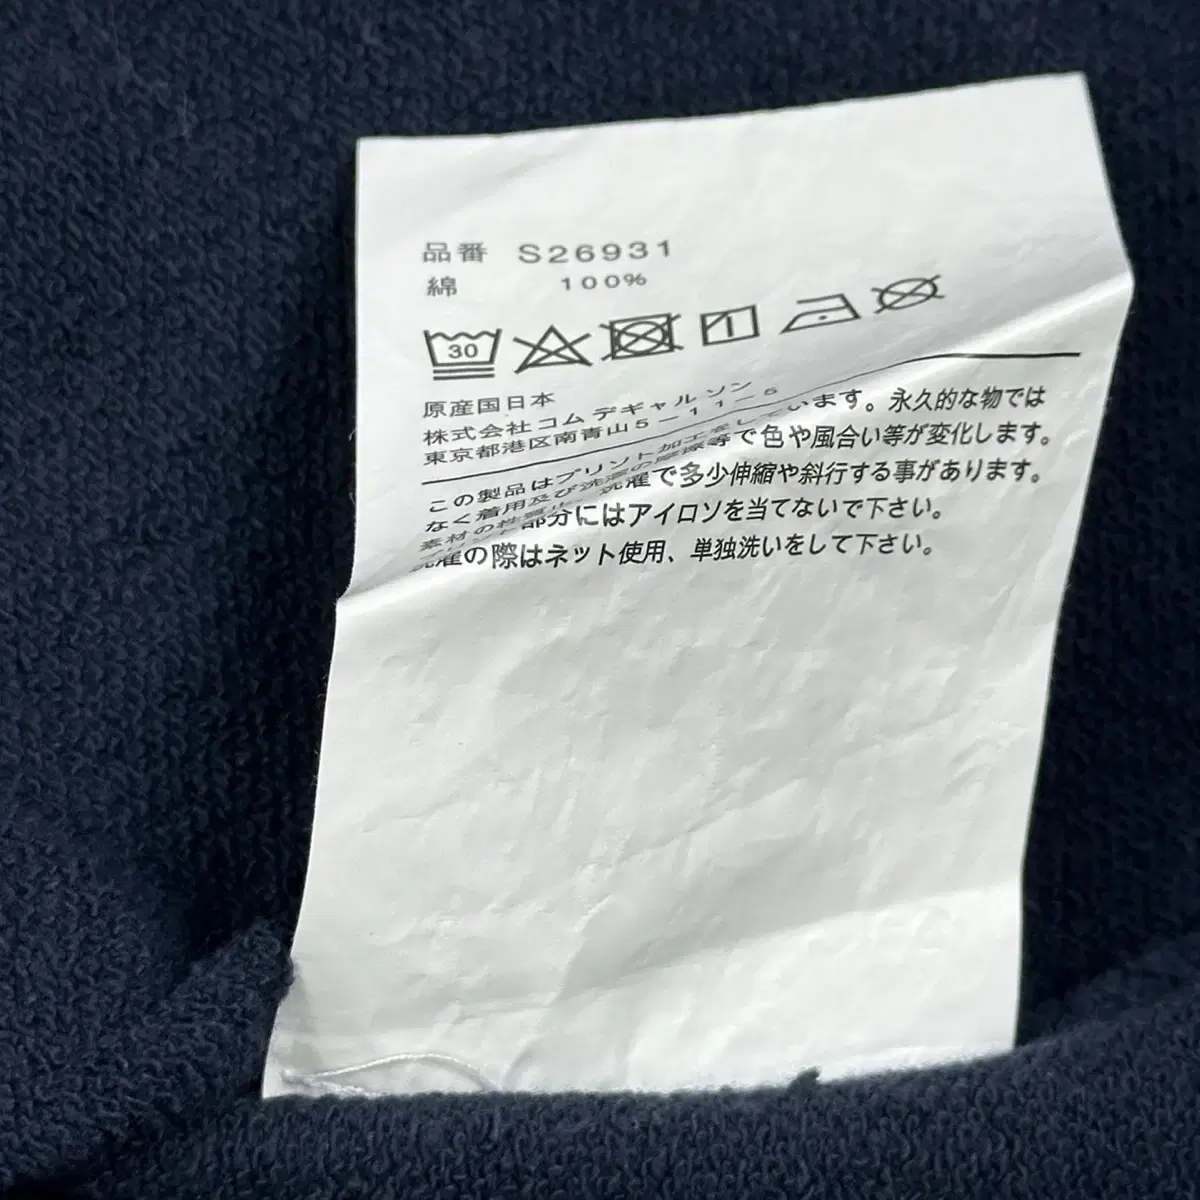 品番 S26931
綿 100%
30
原産国日本
株式会社コム デギャルソン
東京都港区南青山5-11-5
この製品はプリント加工をしています。永久的な物では
なく着用及び洗濯の摩擦等で色や風合い等が変化します。
素材の性質上、洗濯で多少伸縮や斜行する事があります。
プリント部分にはアイロソを当てないで下さい。
洗濯の際はネット使用、単独洗いをして下さい。